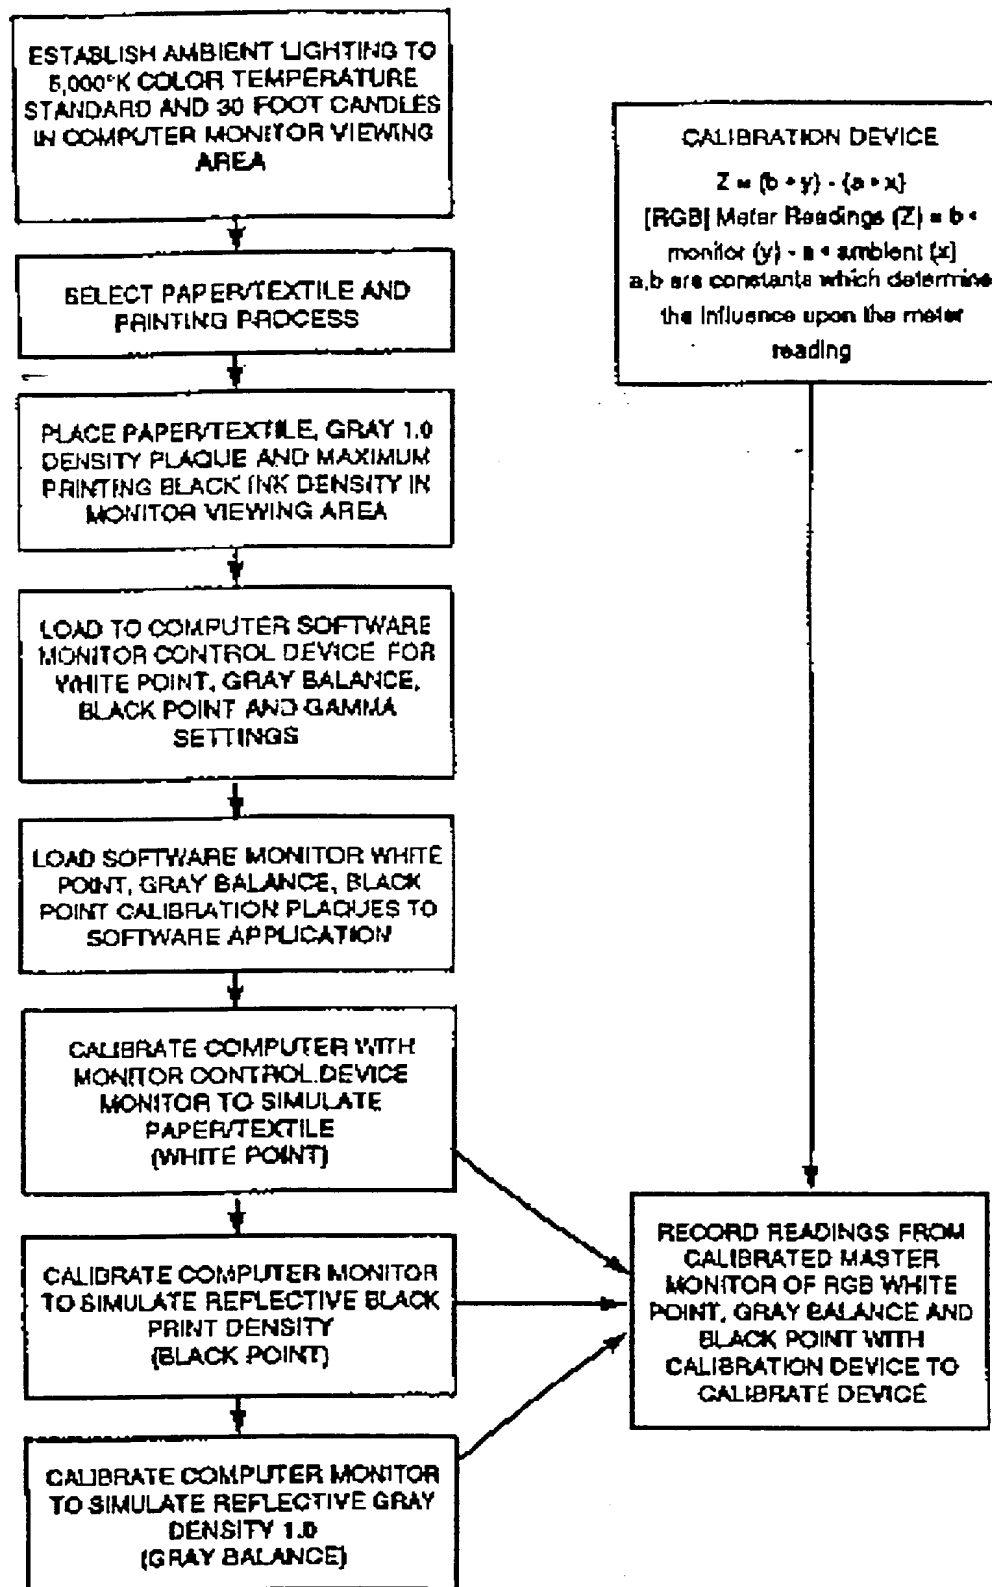 ESTABLISH AMBIENT LIGHTING TO
5,000°K COLOR TEMPERATURE
STANDARD AND 30 FOOT CANDLES
IN COMPUTER MONITOR VIEWING
AREA
SELECT PAPER/TEXTILE AND
PRINTING PROCESS
PLACE PAPER/TEXTILE, GRAY 1.0
DENSITY PLAQUE AND MAXIMUM
PRINTING BLACK INK DENSITY IN
MONITOR VIEWING AREA
LOAD TO COMPUTER SOFTWARE
MONITOR CONTROL DEVICE FOR
WHITE POINT, GRAY BALANCE,
BLACK POINT AND GAMMA
SETTINGS
LOAD SOFTWARE MONITOR WHITE
POINT, GRAY BALANCE, BLACK
POINT CALIBRATION PLAQUES TO
SOFTWARE APPLICATION
CALIBRATE COMPUTER WITH
MONITOR CONTROL.DEVICE
MONITOR TO SIMULATE
PAPER/TEXTILE
(WHITE POINT)
CALIBRATE COMPUTER MONITOR
TO SIMULATE REFLECTIVE BLACK
PRINT DENSITY
(BLACK POINT)
CALIBRATE COMPUTER MONITOR
TO SIMULATE REFLECTIVE GRAY
DENSITY 1.0
(GRAY BALANCE)
CALIBRATION DEVICE
Z = (b * y) - (a * x)
[RGB] Meter Readings (Z) = b *
monitor (y) - a * ambient (x)
a,b are constants which determine
the influence upon the meter
reading
RECORD READINGS FROM
CALIBRATED MASTER
MONITOR OF RGB WHITE
POINT, GRAY BALANCE AND
BLACK POINT WITH
CALIBRATION DEVICE TO
CALIBRATE DEVICE